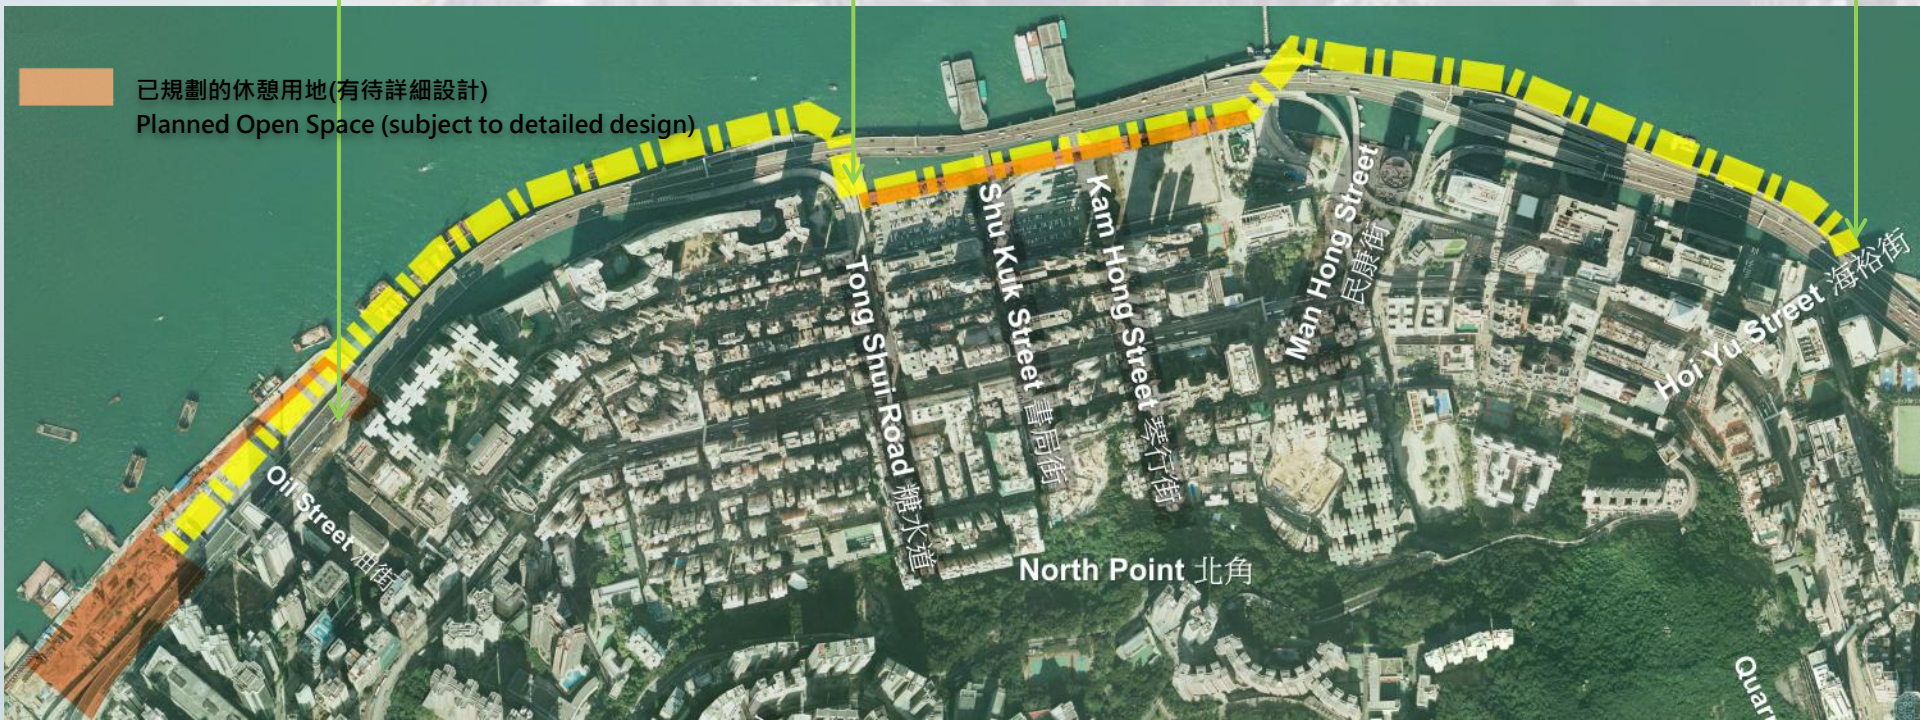 已規劃的休憩用地(有待詳細設計)
Planned Open Space (subject to detailed design)
Oil Street 油街
Tong Shui Road 糖水道
Shu Kuk Street 書局街
Kam Hong Street 琴行街
Man Hong Street
民康街
Hoi Yu Street 海裕街
North Point 北角
Quar